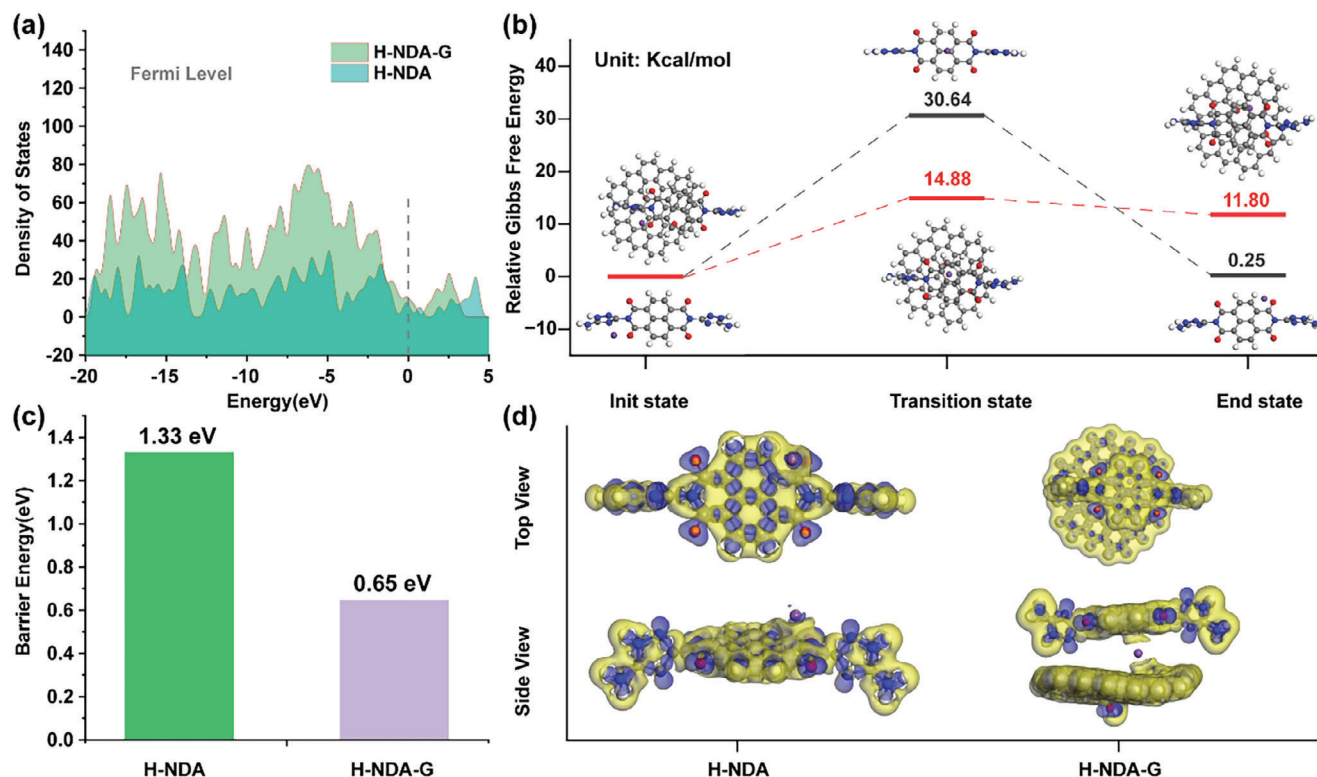 (a)
140
120
100
80
60
40
20
0
20
Density of States
Fermi Level
H-NDA-G
H-NDA
-20
-15
-10
-5
0
5
Energy(eV)
(b)
Unit: Kcal/mol
40
30
20
10
0
−10
Relative Gibbs Free Energy
30.64
14.88
11.80
0.25
Init state
Transition state
End state
(c)
1.4
1.2
1.0
0.8
0.6
0.4
0.2
0.0
Barrier Energy(eV)
1.33 eV
0.65 eV
H-NDA
H-NDA-G
(d)
Top View
Side View
H-NDA
H-NDA-G